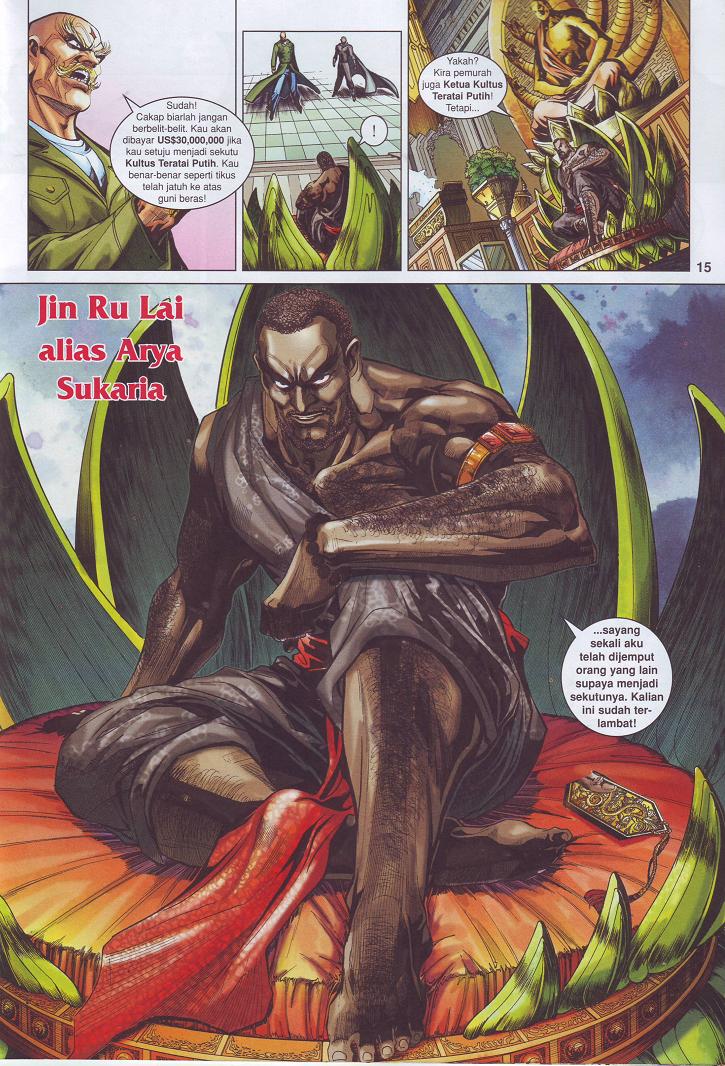 Sudah!
Cakap biarlah jangan
berbelit-belit. Kau akan
dibayar US$30,000,000 jika
kau setuju menjadi sekutu
Kultus Teratai Putih. Kau
benar-benar seperti tikus
telah jatuh ke atas
guni beras!
!
Yakah?
Kira pemurah
juga Ketua Kultus
Teratai Putih!
Tetapi...
15
Jin Ru Lai
alias Arya
Sukaria
...sayang
sekali aku
telah dijemput
orang yang lain
supaya menjadi
sekutunya. Kalian
ini sudah ter-
lambat!